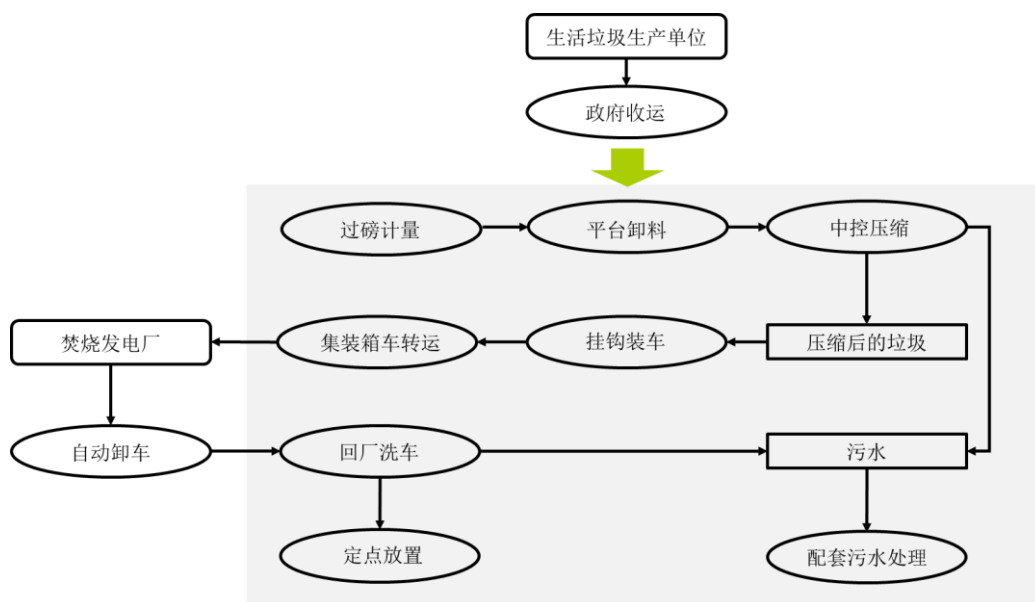 生活垃圾生产单位
政府收运
过磅计量
平台卸料
中控压缩
焚烧发电厂
集装箱车转运
挂钩装车
压缩后的垃圾
自动卸车
回厂洗车
污水
定点放置
配套污水处理